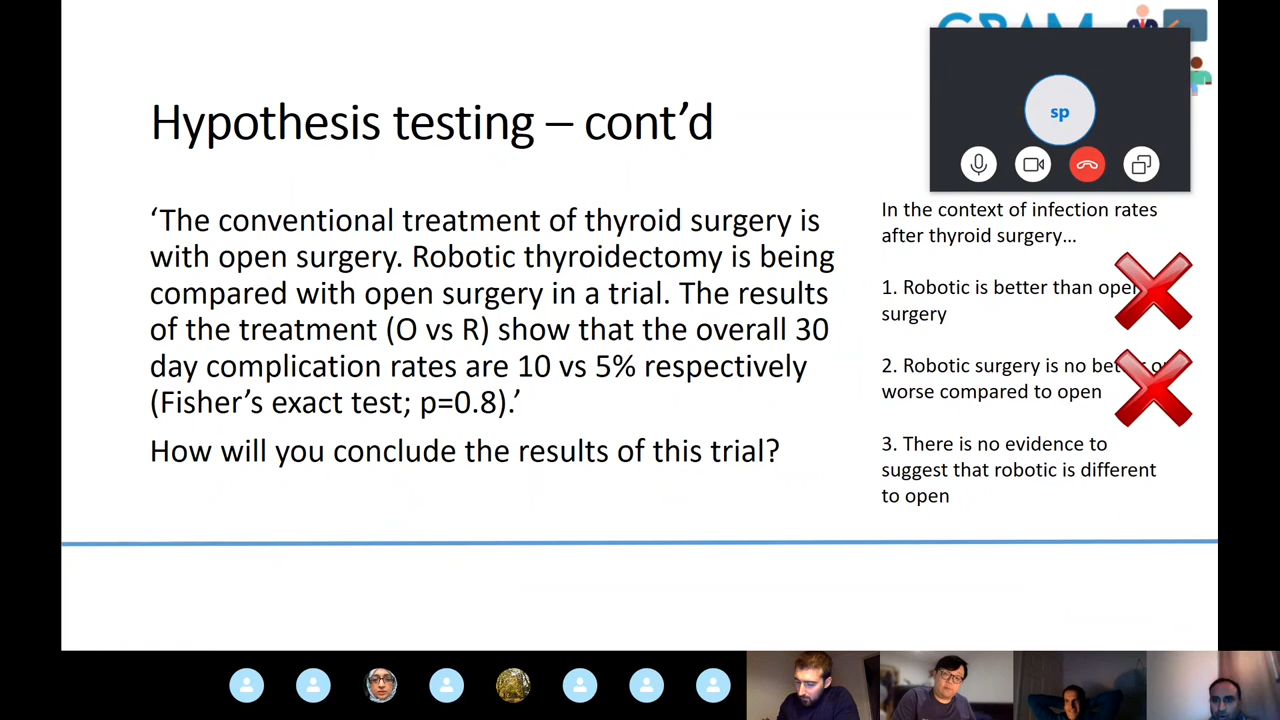 Hypothesis testing – cont’d
sp
‘The conventional treatment of thyroid surgery is
with open surgery. Robotic thyroidectomy is being
compared with open surgery in a trial. The results
of the treatment (O vs R) show that the overall 30
day complication rates are 10 vs 5% respectively
(Fisher’s exact test; p=0.8).’
How will you conclude the results of this trial?
In the context of infection rates
after thyroid surgery…
1. Robotic is better than open
surgery
2. Robotic surgery is no better or
worse compared to open
3. There is no evidence to
suggest that robotic is different
to open